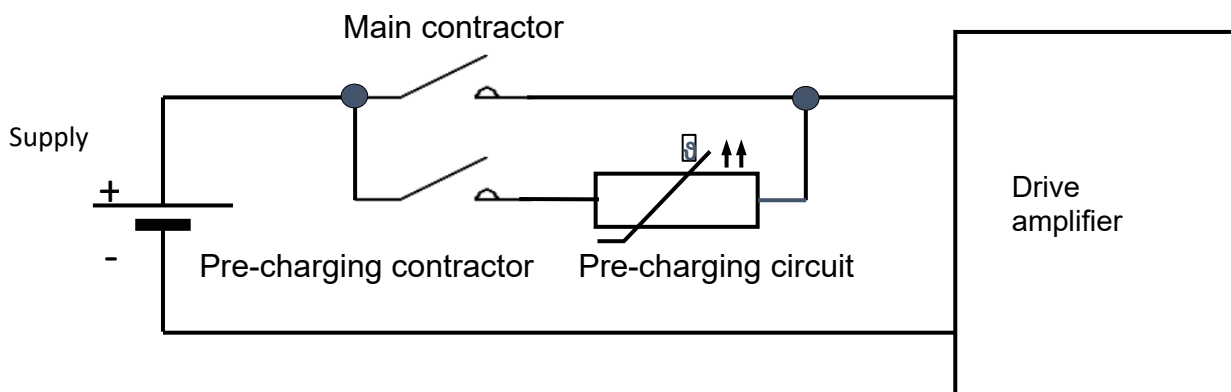 Main contractor
Supply
ϑ
+
Drive
amplifier
-
Pre-charging contractor
Pre-charging circuit